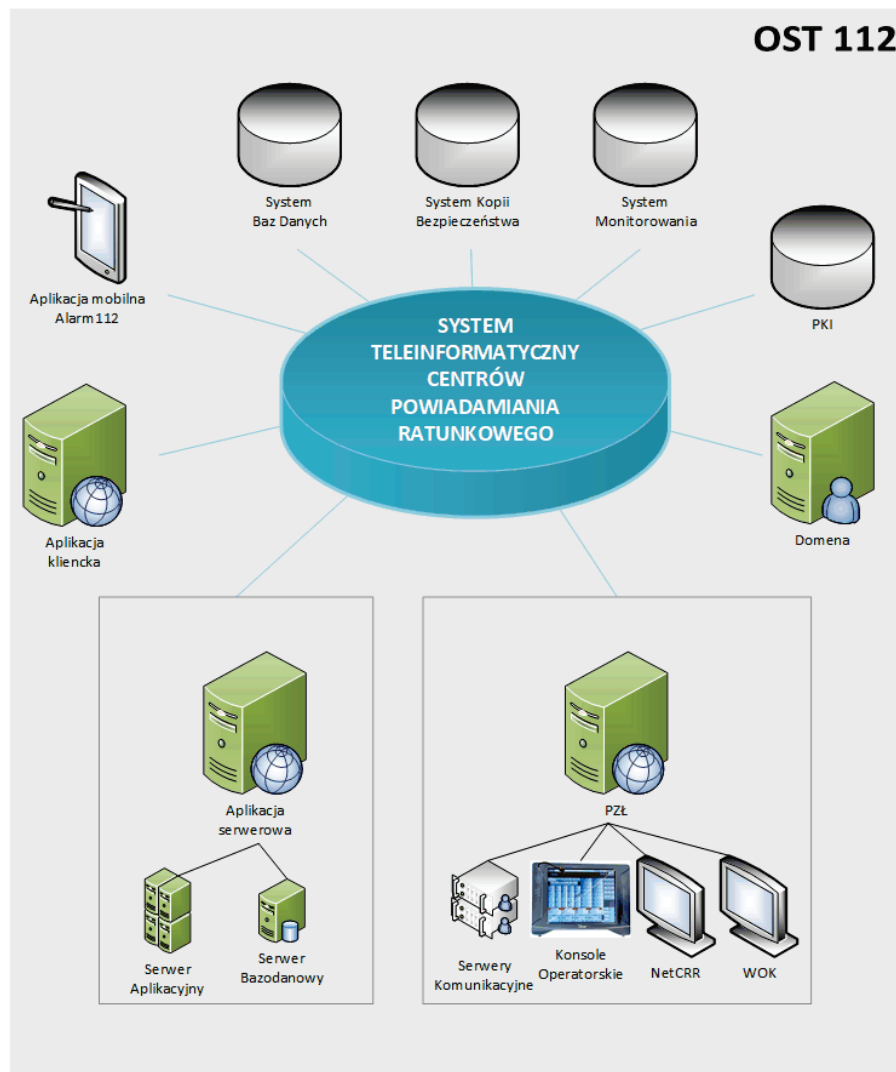 OST 112
System
Baz Danych
System Kopii
Bezpieczeństwa
System
Monitorowania
Aplikacja mobilna
Alarm112
PKI
SYSTEM
TELEINFORMATYCZNY
CENTRÓW
POWIADAMIANIA
RATUNKOWEGO
Aplikacja
kliencka
Domena
Aplikacja
serwerowa
Serwer
Aplikacyjny
Serwer
Bazodanowy
PZŁ
Serwery
Komunikacyjne
Konsole
Operatorskie
NetCRR
WOK